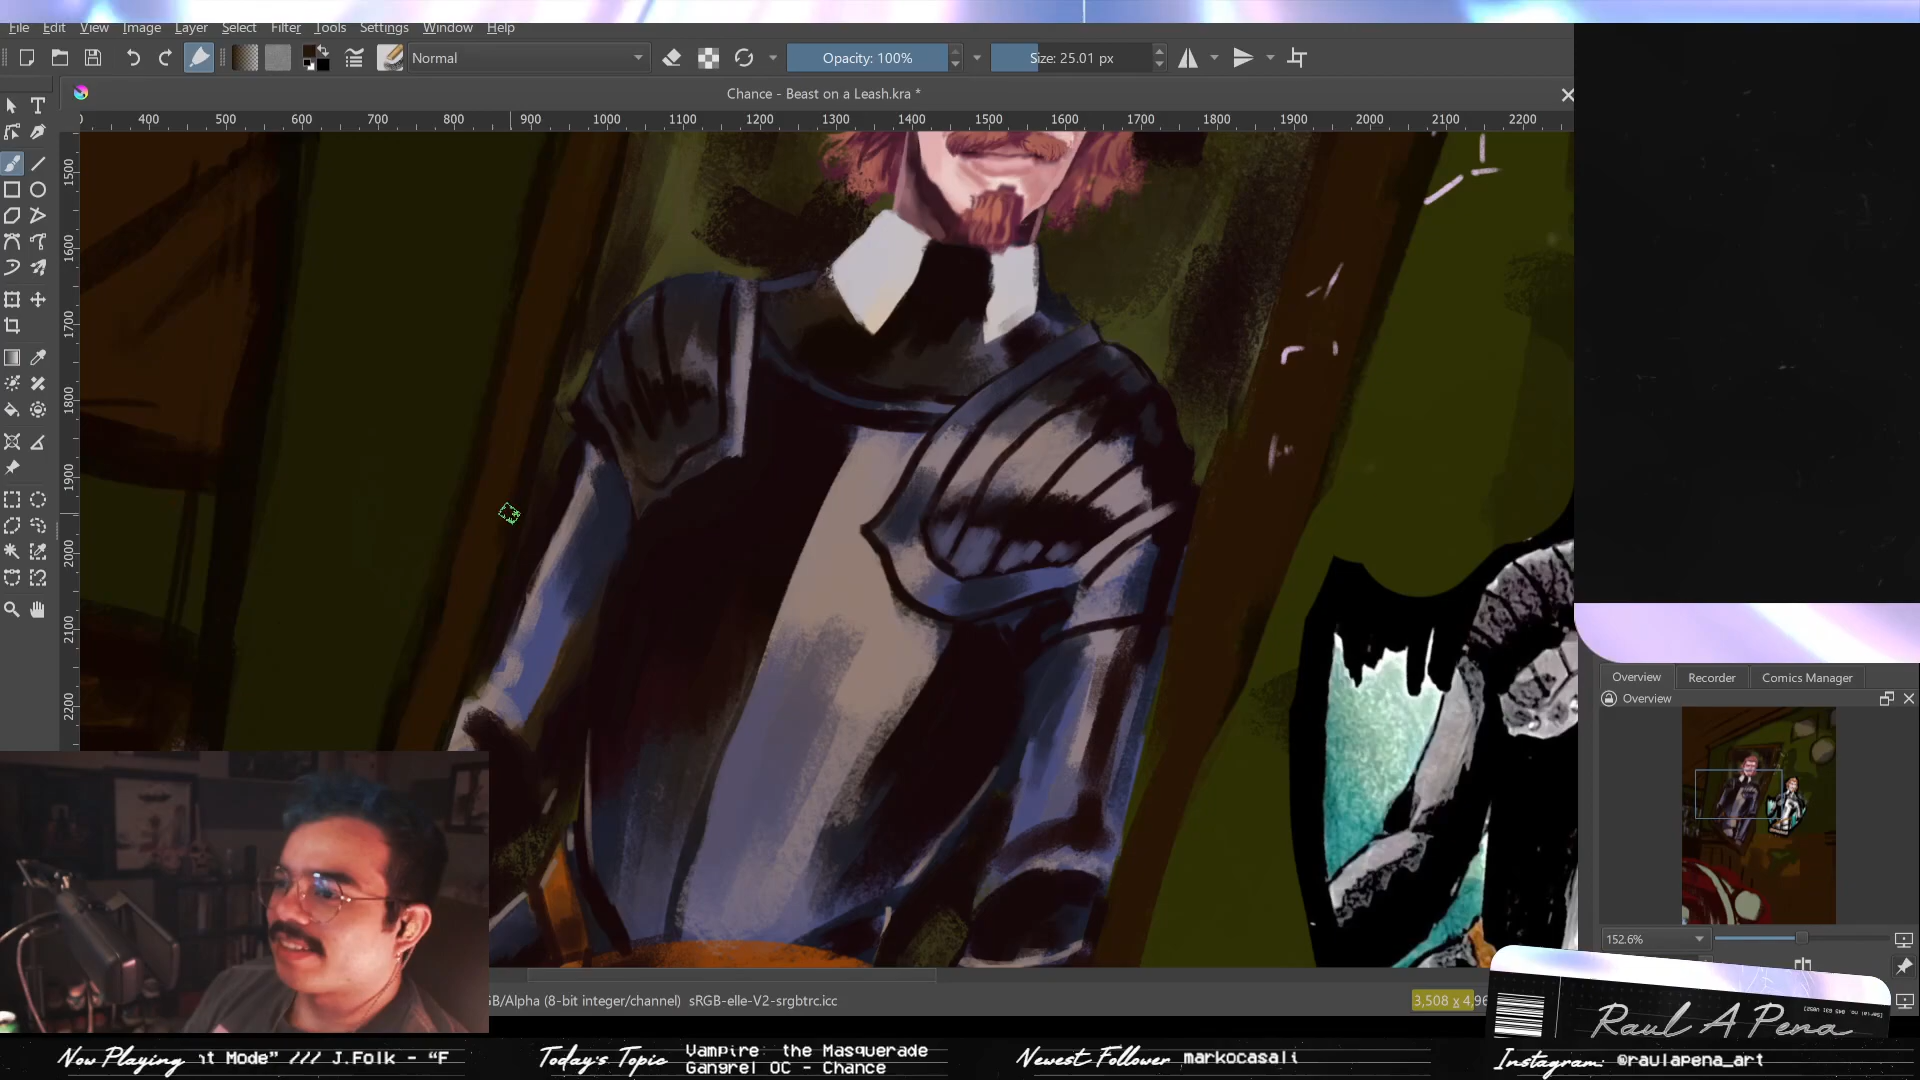 File Edit View Image Layer Select Filter Tools Settings Window Help
Normal Opacity: 100% Size: 25.01 px
Chance - Beast on a Leash.kra *
400 500 600 700 800 900 1000 1100 1200 1300 1400 1500 1600 1700 1800 1900 2000 2100 2200
1500
1600
1700
1800
1900
2000
2100
2200
Overview Recorder Comics Manager
Overview
152.6%
GB/Alpha (8-bit integer/channel) sRGB-elle-V2-srgbtrc.icc
3,508 x 4,96
Raul A Pena
Now Playing nt Mode” /// J.Folk - “F
Today's Topic Vampire: the Masquerade
Gangrel OC - Chance
Newest Follower markocasali
Instagram: @raulapena_art